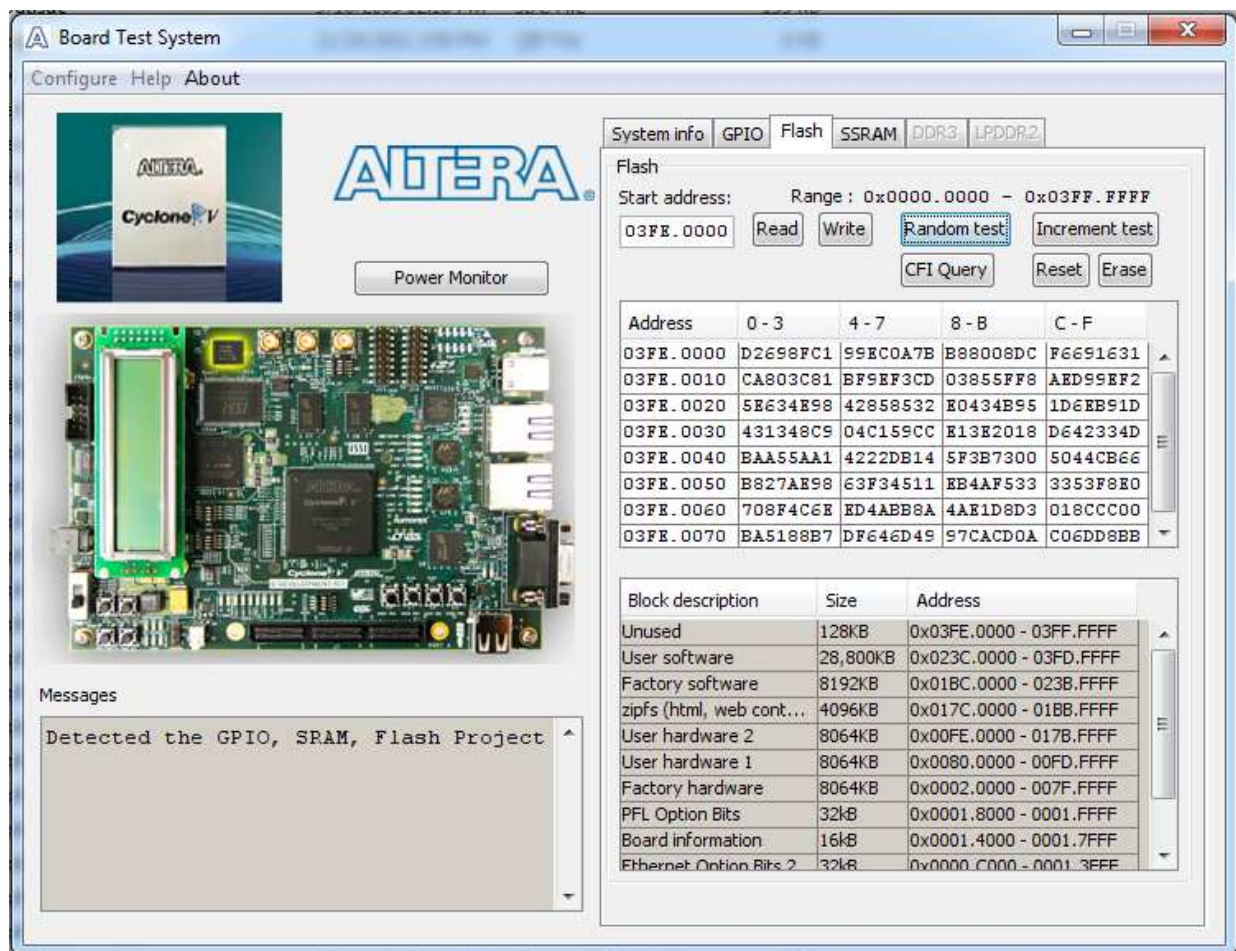 Board Test System
Configure Help About
ALTERA
Cyclone V
ALTERA
Power Monitor
Messages
Detected the GPIO, SRAM, Flash Project
System info GPIO Flash SSRAM DDR3 LPDDR2
Flash
Start address: Range : 0x0000.0000 - 0x03FF.FFFF
03FE.0000 Read Write Random test Increment test
CFI Query Reset Erase
Address 0 - 3 4 - 7 8 - B C - F
03FE.0000 D2698FC1 99EC0A7B B88008DC F6691631
03FE.0010 CA803C81 BF9EF3CD 03855FF8 AED99EF2
03FE.0020 5E634E98 42858532 E0434B95 1D6EB91D
03FE.0030 431348C9 04C159CC E13E2018 D642334D
03FE.0040 BAA55AA1 4222DB14 5F3B7300 5044CB66
03FE.0050 B827AE98 63F34511 EB4AF533 3353F8E0
03FE.0060 708F4C6E ED4ABB8A 4AE1D8D3 018CCC00
03FE.0070 BA5188B7 DF646D49 97CACD0A C06DD8BB
Block description Size Address
Unused 128KB 0x03FE.0000 - 03FF.FFFF
User software 28,800KB 0x023C.0000 - 03FD.FFFF
Factory software 8192KB 0x01BC.0000 - 023B.FFFF
zipfs (html, web cont... 4096KB 0x017C.0000 - 01BB.FFFF
User hardware 2 8064KB 0x00FE.0000 - 017B.FFFF
User hardware 1 8064KB 0x0080.0000 - 00FD.FFFF
Factory hardware 8064KB 0x0002.0000 - 007F.FFFF
PFL Option Bits 32kB 0x0001.8000 - 0001.FFFF
Board information 16kB 0x0001.4000 - 0001.7FFF
Ethernet Option Bits 2 32kB 0x0000.C000 - 0001.3FFF